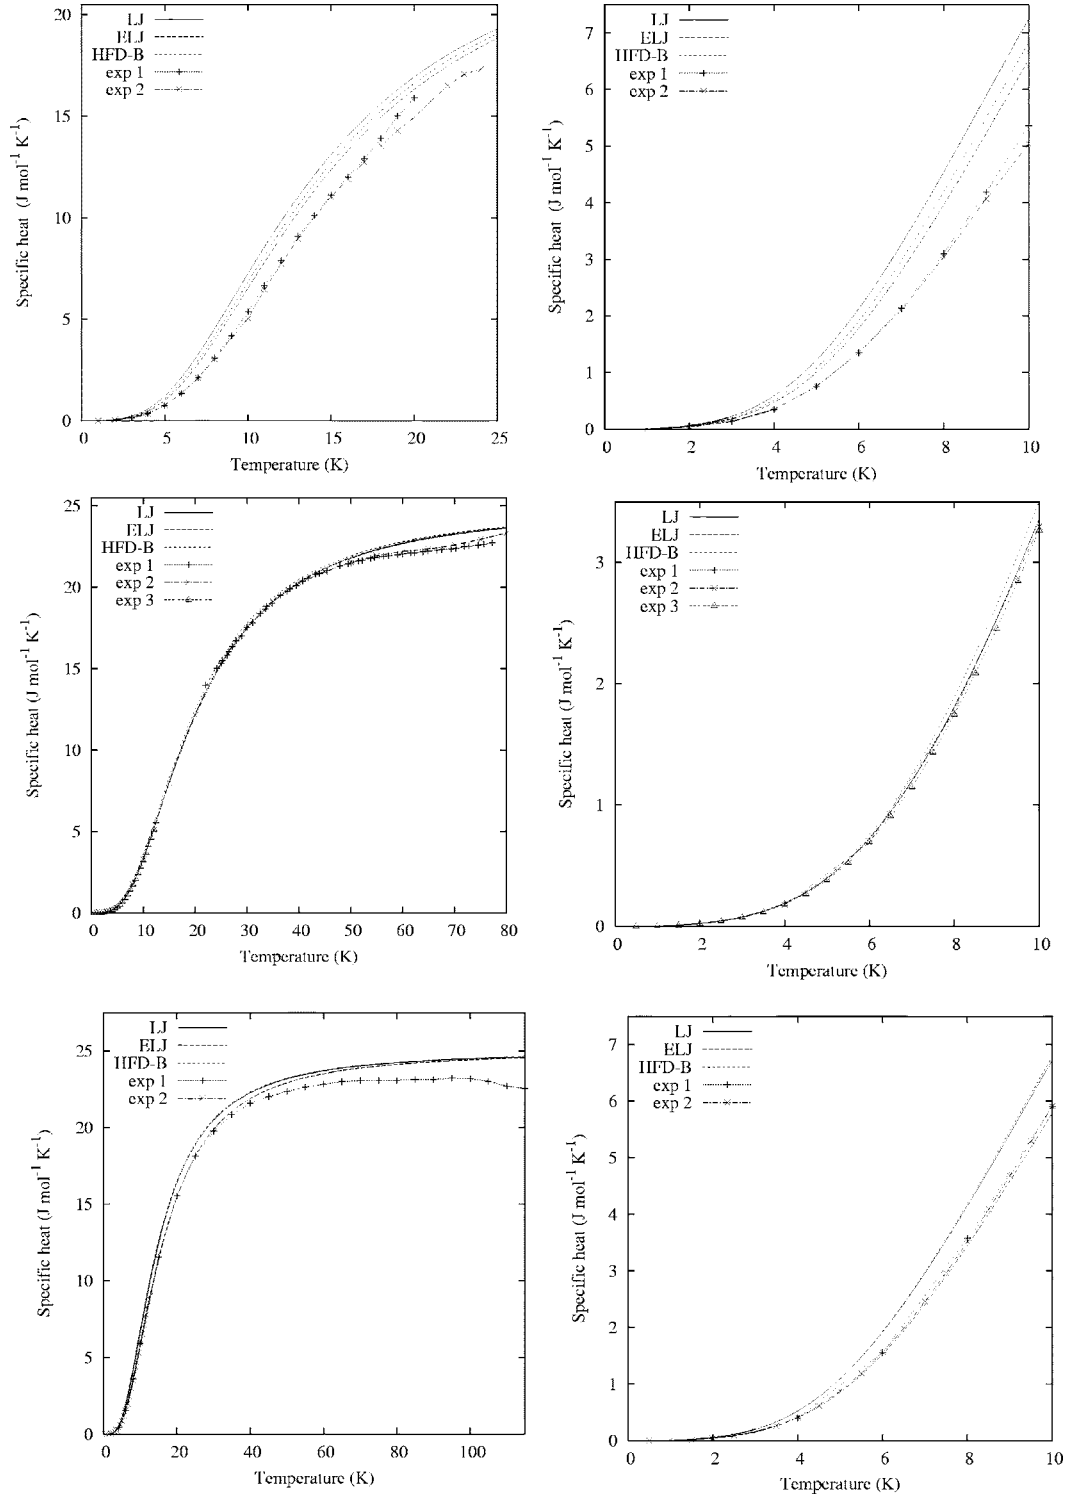 LJ
ELJ
HFD-B
exp 1
exp 2
20
15
10
5
0
0
5
10
15
20
25
Specific heat (J mol⁻¹ K⁻¹)
Temperature (K)
LJ
ELJ
HFD-B
exp 1
exp 2
7
6
5
4
3
2
1
0
0
2
4
6
8
10
Specific heat (J mol⁻¹ K⁻¹)
Temperature (K)
LJ
ELJ
HFD-B
exp 1
exp 2
exp 3
25
20
15
10
5
0
0
10
20
30
40
50
60
70
80
Specific heat (J mol⁻¹ K⁻¹)
Temperature (K)
LJ
ELJ
HFD-B
exp 1
exp 2
exp 3
3
2
1
0
0
2
4
6
8
10
Specific heat (J mol⁻¹ K⁻¹)
Temperature (K)
LJ
ELJ
HFD-B
exp 1
exp 2
25
20
15
10
5
0
0
20
40
60
80
100
Specific heat (J mol⁻¹ K⁻¹)
Temperature (K)
LJ
ELJ
HFD-B
exp 1
exp 2
7
6
5
4
3
2
1
0
0
2
4
6
8
10
Specific heat (J mol⁻¹ K⁻¹)
Temperature (K)